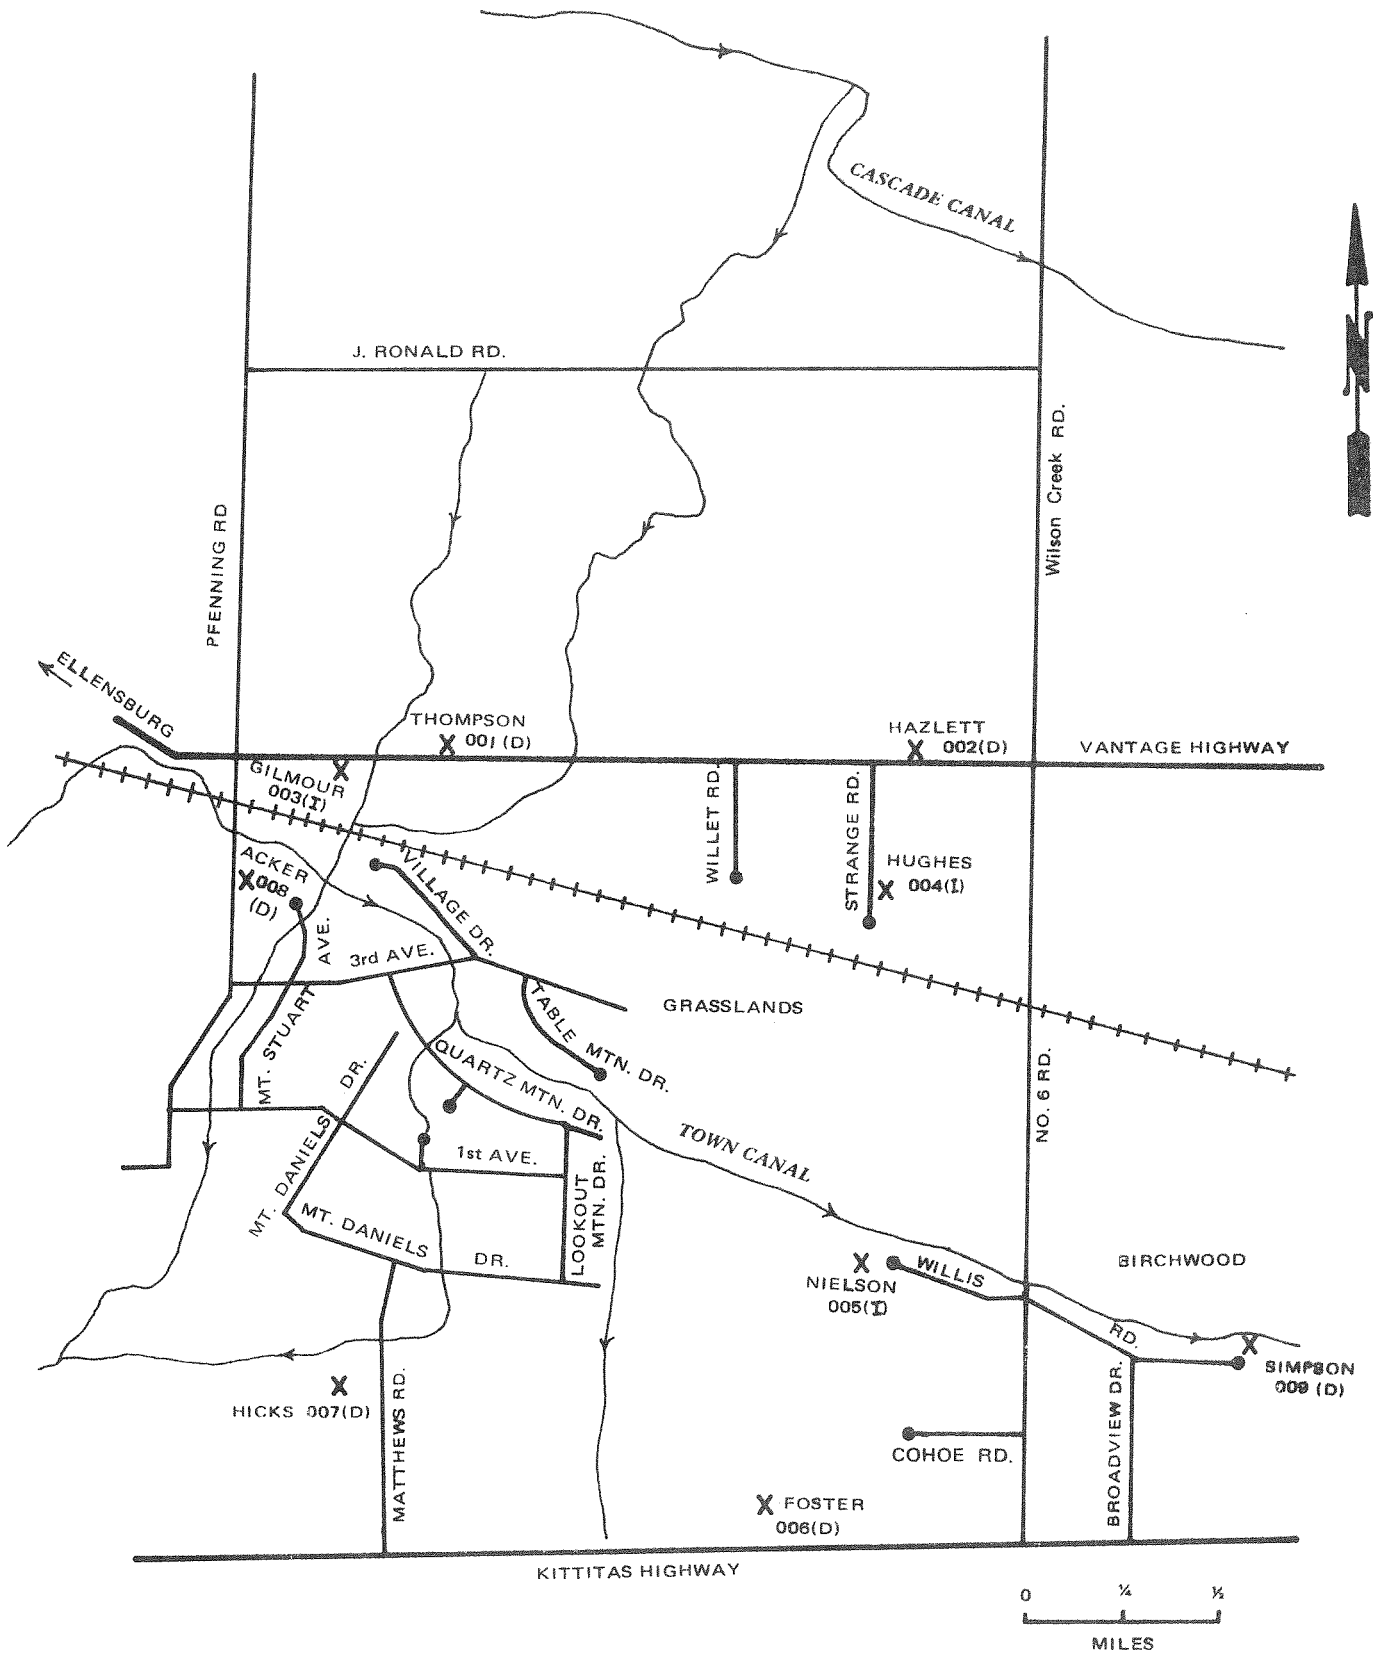 CASCADE CANAL
N
J. RONALD RD.
Wilson Creek RD.
PFENNING RD
ELLENSBURG
THOMPSON
X 001 (D)
HAZLETT
X 002(D)
VANTAGE HIGHWAY
X
GILMOUR
003(I)
WILLET RD.
STRANGE RD.
HUGHES
X 004(I)
ACKER
X008
(D)
VILLAGE DR.
AVE.
3rd AVE.
MT. STUART
GRASSLANDS
TABLE MTN. DR.
QUARTZ MTN. DR.
NO. 6 RD.
MT. DANIELS DR.
1st AVE.
TOWN CANAL
LOOKOUT
MTN. DR.
MT. DANIELS DR.
X
NIELSON
005(I)
WILLIS RD.
BIRCHWOOD
X
SIMPSON
009 (D)
X
HICKS 007(D)
MATTHEWS RD.
BROADVIEW DR.
COHOE RD.
X FOSTER
006(D)
KITTITAS HIGHWAY
0 ¼ ½
MILES